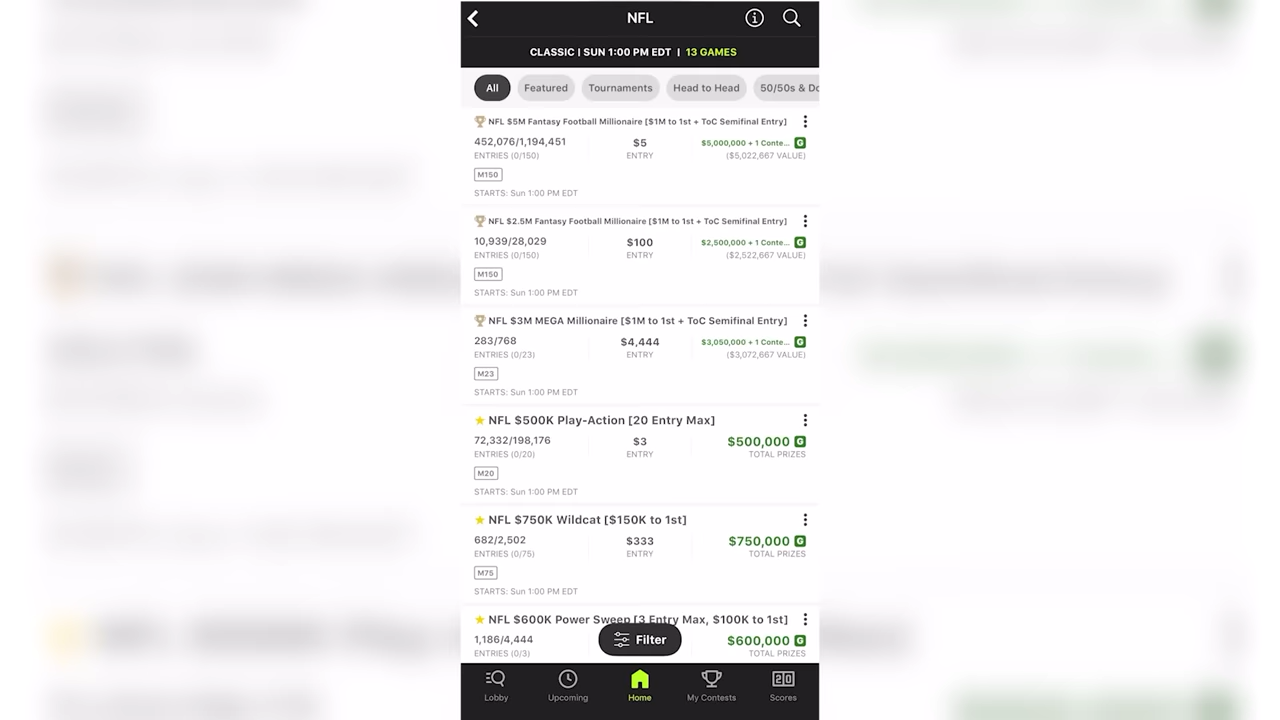 NFL
CLASSIC | SUN 1:00 PM EDT | 13 GAMES
All Featured Tournaments Head to Head 50/50s & Do
NFL $5M Fantasy Football Millionaire [$1M to 1st + ToC Semifinal Entry]
452,076/1,194,451 $5 $5,000,000 + 1 Conte... G
ENTRIES (0/150) ENTRY ($5,022,667 VALUE)
M150
STARTS: Sun 1:00 PM EDT
NFL $2.5M Fantasy Football Millionaire [$1M to 1st + ToC Semifinal Entry]
10,939/28,029 $100 $2,500,000 + 1 Conte... G
ENTRIES (0/150) ENTRY ($2,522,667 VALUE)
M150
STARTS: Sun 1:00 PM EDT
NFL $3M MEGA Millionaire [$1M to 1st + ToC Semifinal Entry]
283/768 $4,444 $3,050,000 + 1 Conte... G
ENTRIES (0/23) ENTRY ($3,072,667 VALUE)
M23
STARTS: Sun 1:00 PM EDT
NFL $500K Play-Action [20 Entry Max]
72,332/198,176 $3 $500,000 G
ENTRIES (0/20) ENTRY TOTAL PRIZES
M20
STARTS: Sun 1:00 PM EDT
NFL $750K Wildcat [$150K to 1st]
682/2,502 $333 $750,000 G
ENTRIES (0/75) ENTRY TOTAL PRIZES
M75
STARTS: Sun 1:00 PM EDT
NFL $600K Power Sweep [3 Entry Max, $100K to 1st]
1,186/4,444 $600,000 G
ENTRIES (0/3) TOTAL PRIZES
Filter
Lobby Upcoming Home My Contests 20 Scores